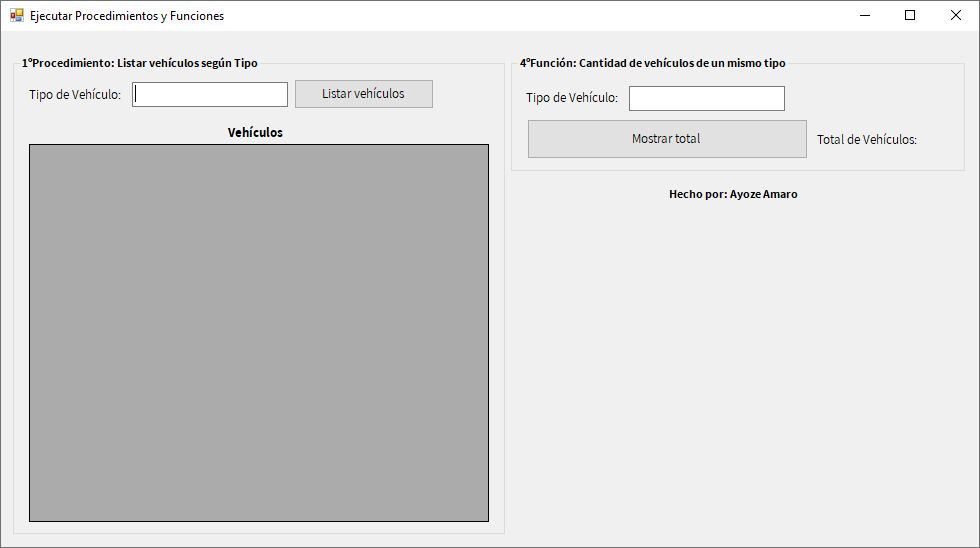 Ejecutar Procedimientos y Funciones
1ºProcedimiento: Listar vehículos según Tipo
Tipo de Vehículo:
Listar vehículos
Vehículos
4ºFunción: Cantidad de vehículos de un mismo tipo
Tipo de Vehículo:
Mostrar total
Total de Vehículos:
Hecho por: Ayoze Amaro